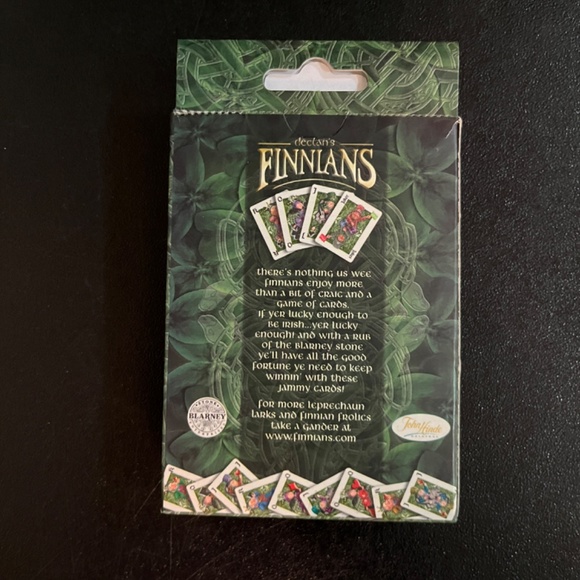 declan's
FINNIANS
there's nothing us wee
finnians enjoy more
than a bit of craic and a
game of cards.
If yer lucky enough to
be Irish...yer lucky
enough! and with a rub
of the Blarney stone
ye'll have all the good
fortune ye need to keep
winnin' with these
jammy cards!
for more leprechaun
larks and finnian frolics
take a gander at
www.finnians.com
BLARNEY
John Hinde